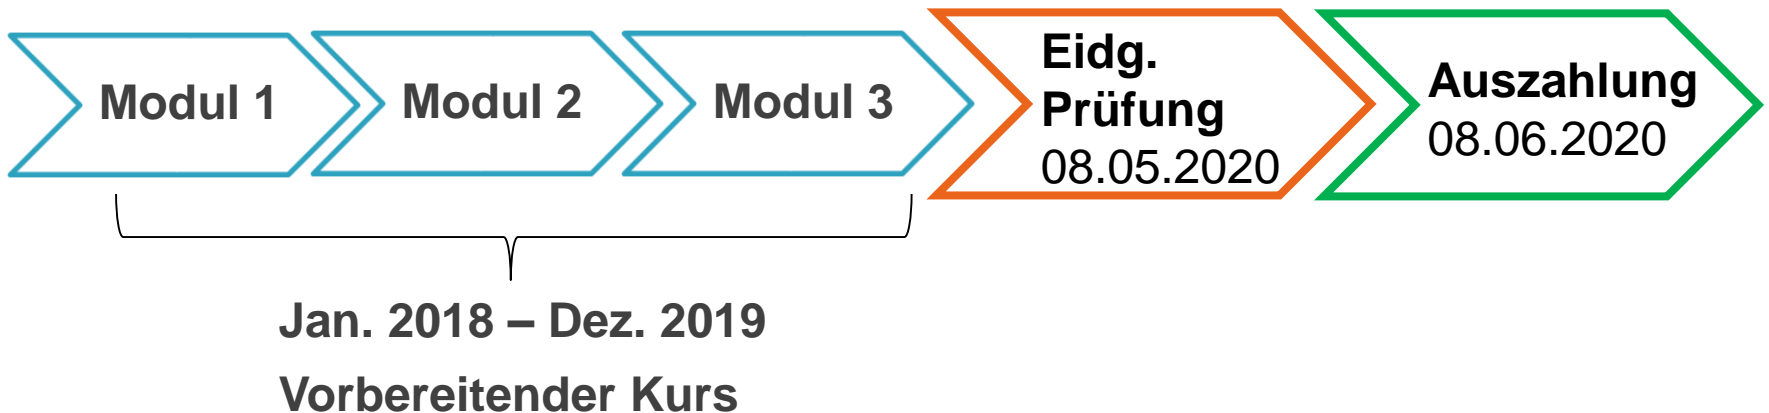 Modul 1
Modul 2
Modul 3
Eidg.
Prüfung
08.05.2020
Auszahlung
08.06.2020
Jan. 2018 – Dez. 2019
Vorbereitender Kurs